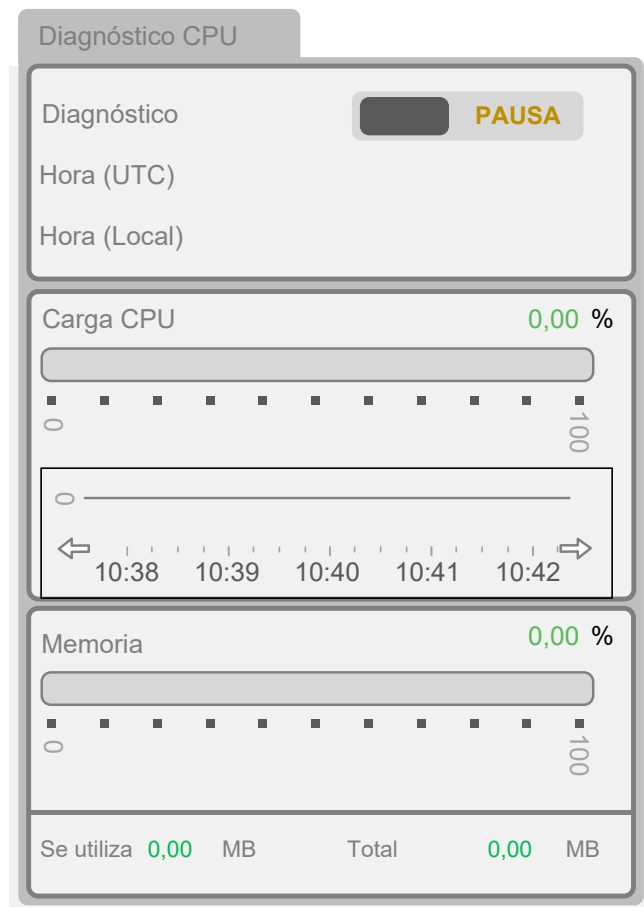 Diagnóstico CPU
Diagnóstico PAUSA
Hora (UTC)
Hora (Local)
Carga CPU 0,00 %
0 100
0
10:38 10:39 10:40 10:41 10:42
Memoria 0,00 %
0 100
Se utiliza 0,00 MB Total 0,00 MB